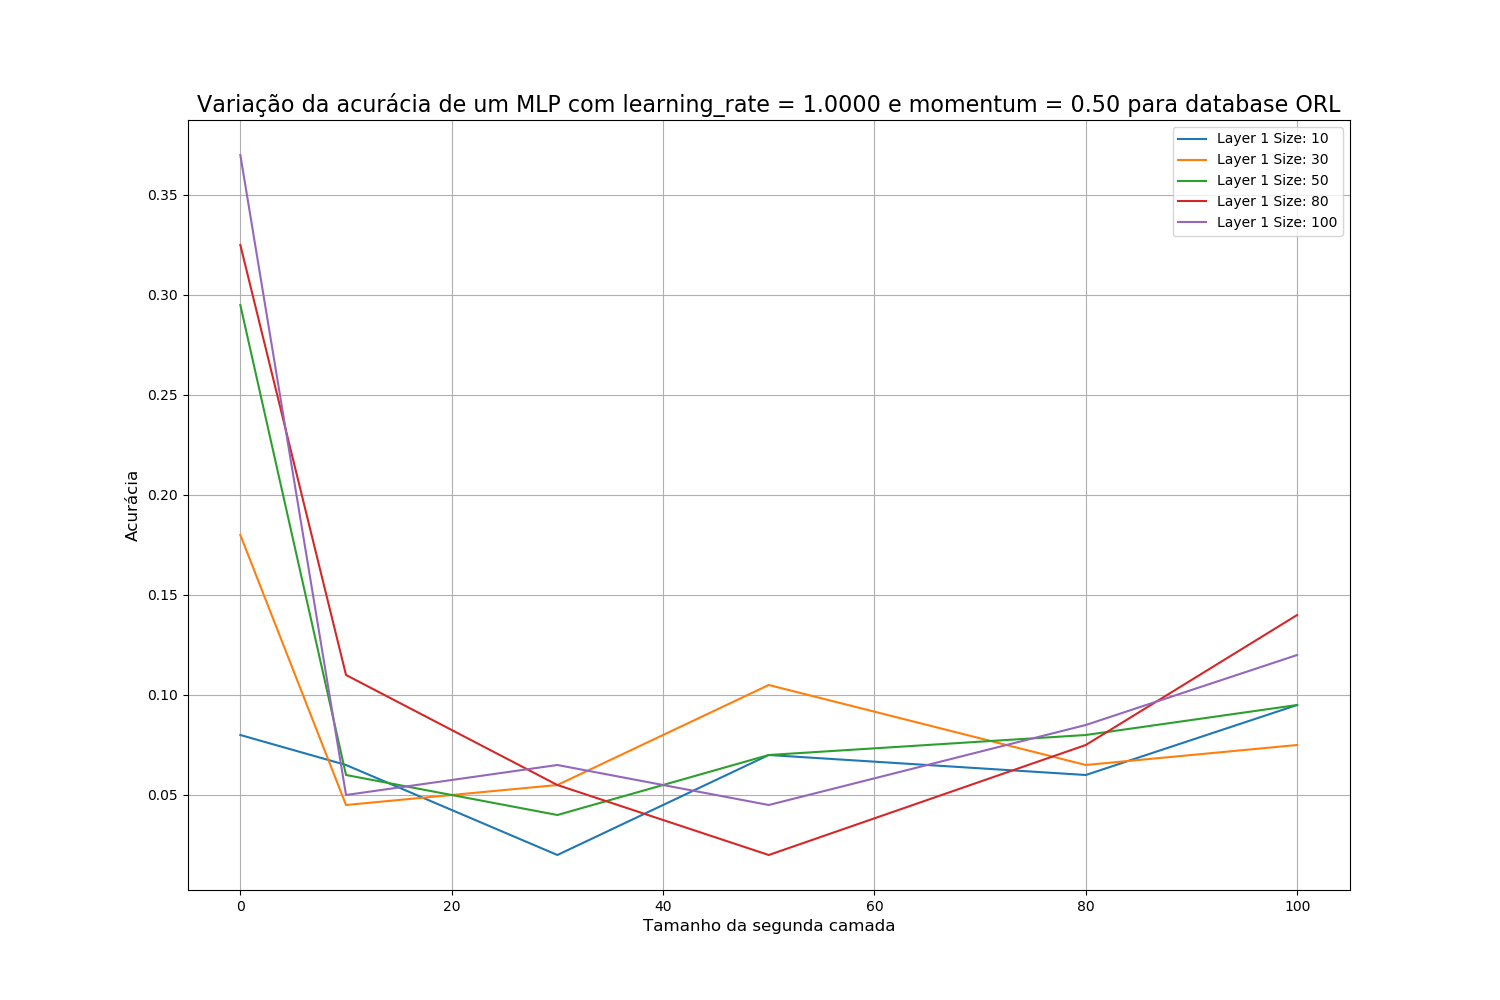 Variação da acurácia de um MLP com learning_rate = 1.0000 e momentum = 0.50 para database ORL
Layer 1 Size: 10
Layer 1 Size: 30
Layer 1 Size: 50
Layer 1 Size: 80
Layer 1 Size: 100
Acurácia
0.35
0.30
0.25
0.20
0.15
0.10
0.05
0 20 40 60 80 100
Tamanho da segunda camada